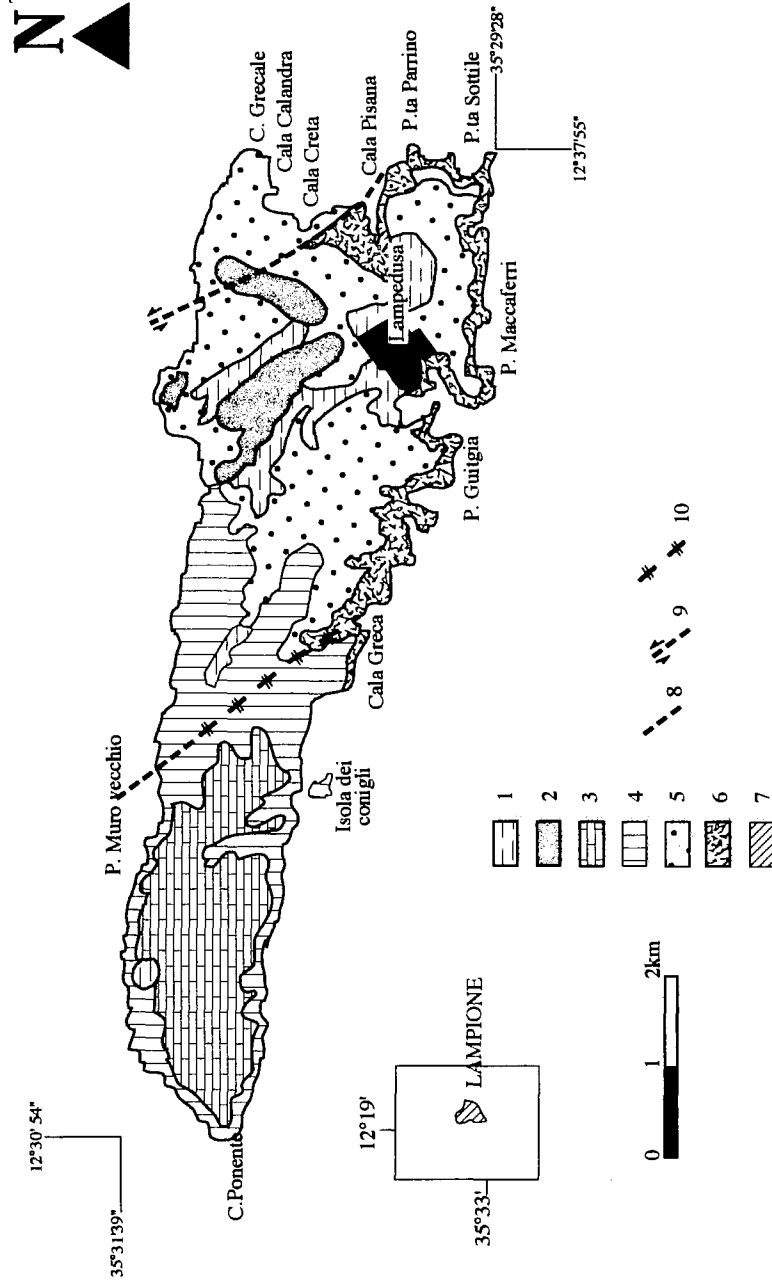 N
12°30' 54"
35°31'39"
C.Ponente
P. Muro vecchio
Isola dei
conigli
Cala Greca
P. Guitgia
P. Maccaferri
Lampedusa
C. Grecale
Cala Calandra
Cala Creta
Cala Pisana
P.ta Parrino
P.ta Sottile
35°29'28"
12°37'55"
12°19'
35°33'
LAMPIONE
0
1
2km
1
2
3
4
5
6
7
8
9
10